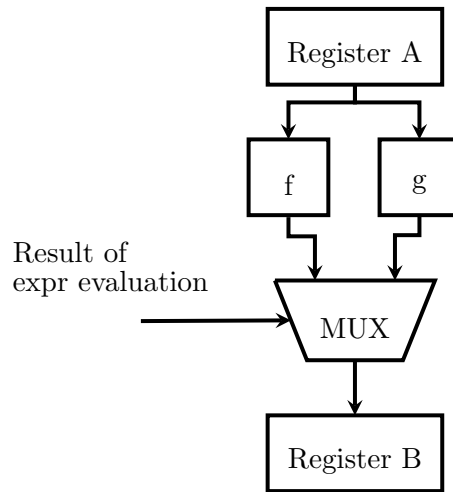 Register A
f
g
Result of
expr evaluation
MUX
Register B